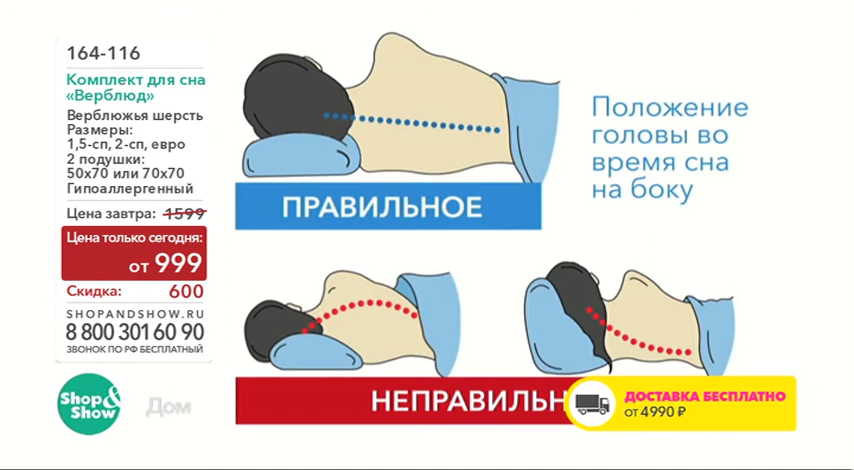 164-116
Комплект для сна
«Верблюд»
Верблюжья шерсть
Размеры:
1,5-сп, 2-сп, евро
2 подушки:
50х70 или 70х70
Гипоаллергенный
Цена завтра: 1599
Цена только сегодня:
от 999
Скидка: 600
SHOPANDSHOW.RU
8 800 301 60 90
ЗВОНОК ПО РФ БЕСПЛАТНЫЙ
Shop&
Show
Дом
Положение
головы во
время сна
на боку
ПРАВИЛЬНОЕ
НЕПРАВИЛЬН
ДОСТАВКА БЕСПЛАТНО
от 4990 ₽